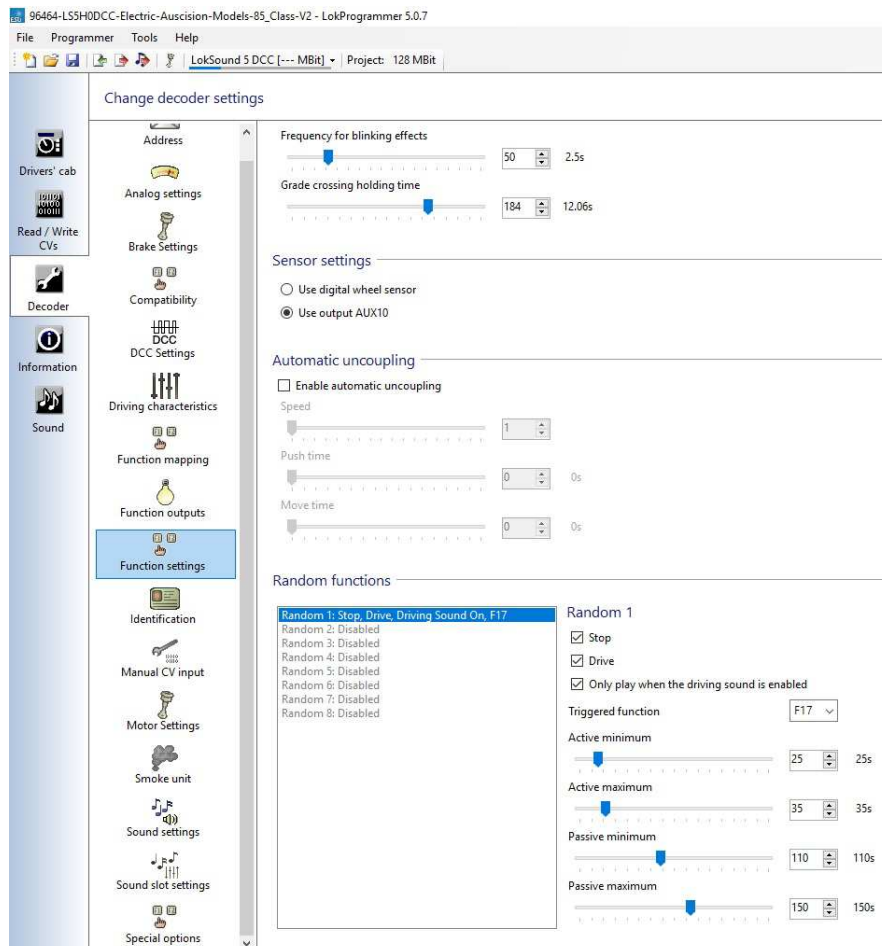 96464-LS5H0DCC-Electric-Auscision-Models-85_Class-V2 - LokProgrammer 5.0.7
File Programmer Tools Help
LokSound 5 DCC [--- MBit] Project: 128 MBit
Change decoder settings
Drivers' cab
Read / Write
CVs
Decoder
Information
Sound
Address
Analog settings
Brake Settings
Compatibility
DCC
DCC Settings
Driving characteristics
Function mapping
Function outputs
Function settings
Identification
Manual CV input
Motor Settings
Smoke unit
Sound settings
Sound slot settings
Special options
Frequency for blinking effects
50 2.5s
Grade crossing holding time
184 12.06s
Sensor settings
Use digital wheel sensor
Use output AUX10
Automatic uncoupling
Enable automatic uncoupling
Speed
1
Push time
0 0s
Move time
0 0s
Random functions
Random 1: Stop, Drive, Driving Sound On, F17
Random 2: Disabled
Random 3: Disabled
Random 4: Disabled
Random 5: Disabled
Random 6: Disabled
Random 7: Disabled
Random 8: Disabled
Random 1
Stop
Drive
Only play when the driving sound is enabled
Triggered function F17
Active minimum
25 25s
Active maximum
35 35s
Passive minimum
110 110s
Passive maximum
150 150s